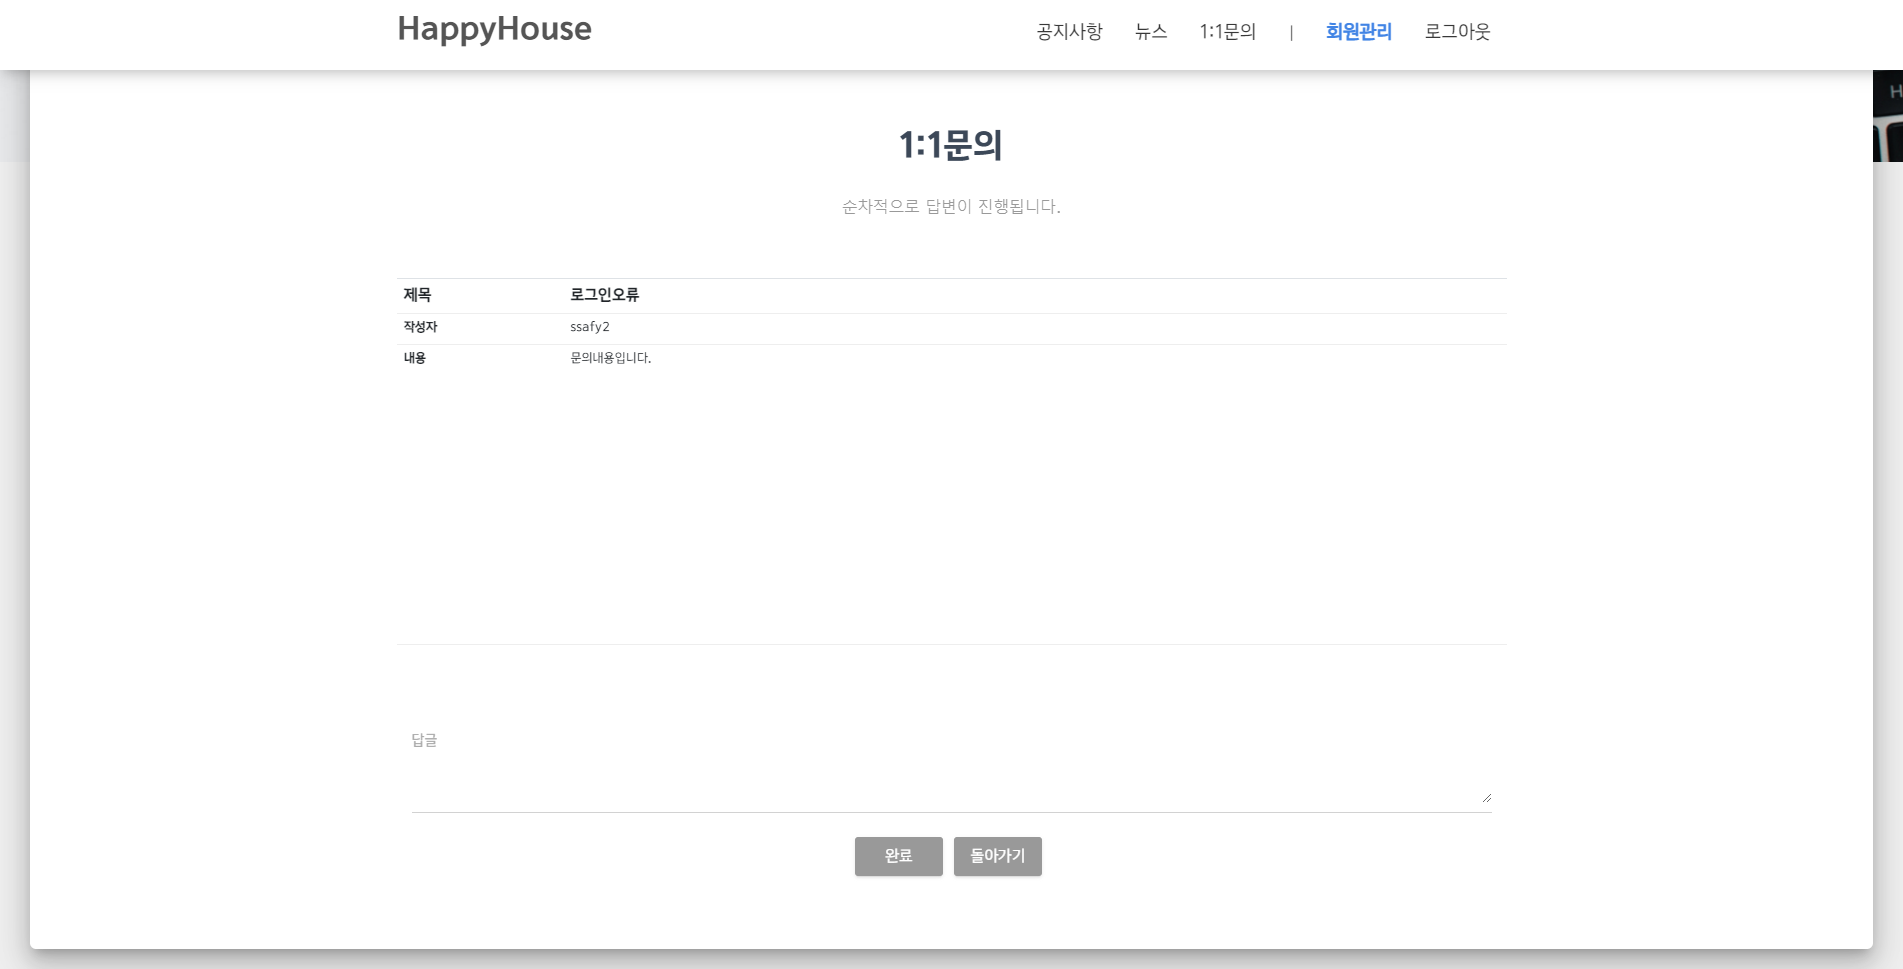 HappyHouse 공지사항 뉴스 1:1문의 | 회원관리 로그아웃
H
1:1문의
순차적으로 답변이 진행됩니다.
제목 로그인오류
작성자 ssafy2
내용 문의내용입니다.
답글
완료 돌아가기